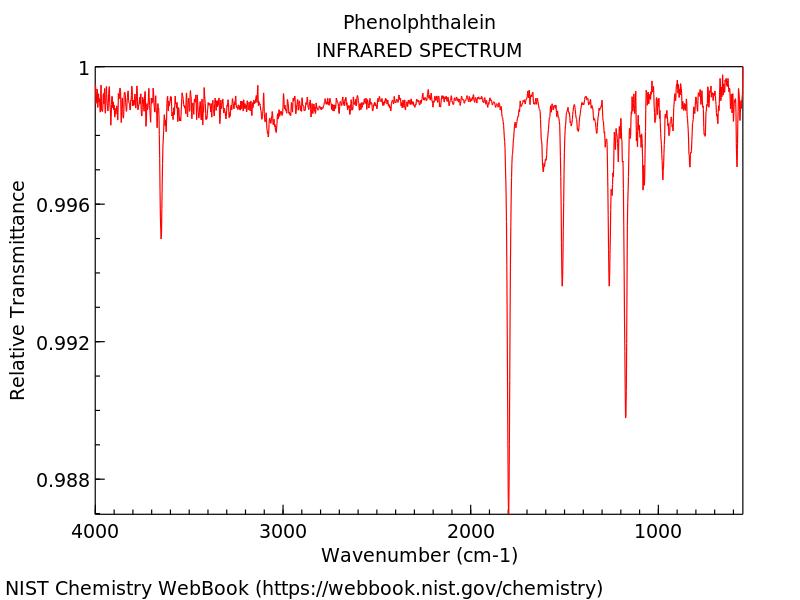 Phenolphthalein
INFRARED SPECTRUM
1
0.996
0.992
0.988
Relative Transmittance
4000 3000 2000 1000
Wavenumber (cm-1)
NIST Chemistry WebBook (https://webbook.nist.gov/chemistry)